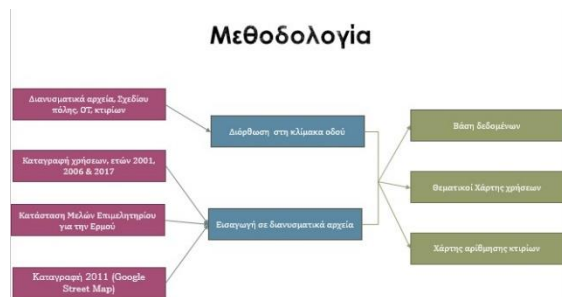 Μεθοδολογία
Διανυσματικά αρχεία, Σχεδίου
πόλης, ΟΤ, κτιρίων
Καταγραφή χρήσεων, ετών 2001,
2006 & 2017
Κατάσταση Μελών Επιμελητηρίου
για την Ερμού
Καταγραφή 2011 (Google
Street Map)
Διόρθωση στη κλίμακα οδού
Εισαγωγή σε διανυσματικά αρχεία
Βάση δεδομένων
Θεματικοί Χάρτης χρήσεων
Χάρτης αρίθμησης κτιρίων